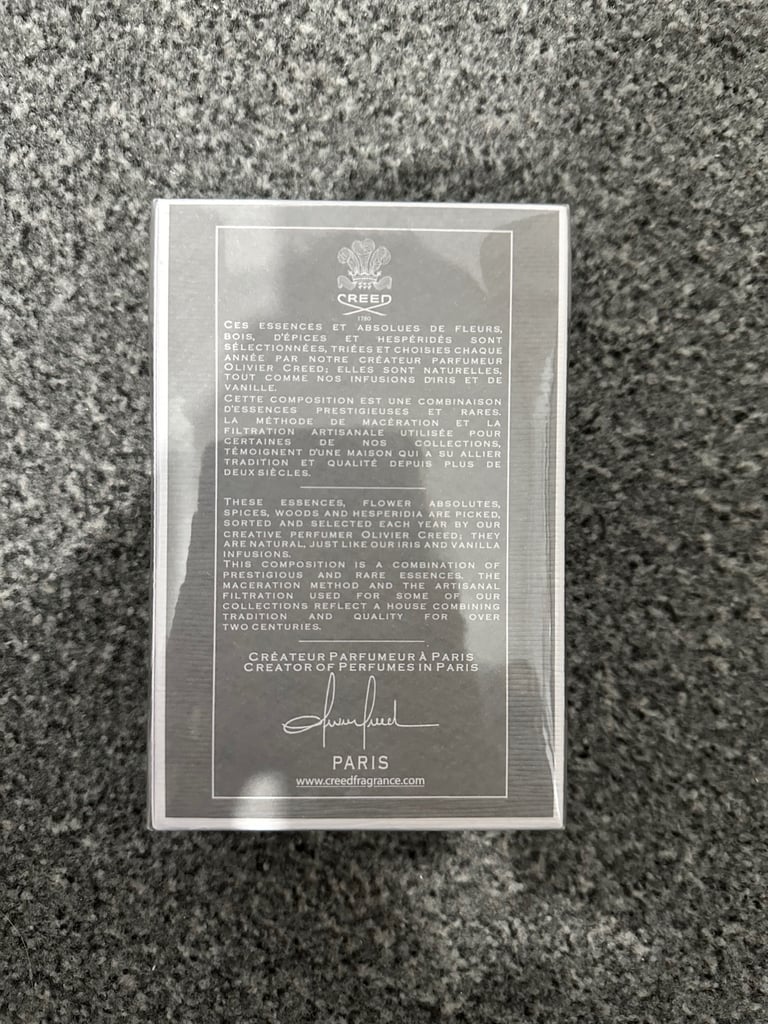 CREED
1760
CES ESSENCES ET ABSOLUES DE FLEURS,
BOIS, D'ÉPICES ET HESPÉRIDÉS SONT
SÉLECTIONNÉES, TRIÉES ET CHOISIES CHAQUE
ANNÉE PAR NOTRE CRÉATEUR PARFUMEUR
OLIVIER CREED; ELLES SONT NATURELLES,
TOUT COMME NOS INFUSIONS D'IRIS ET DE
VANILLE.
CETTE COMPOSITION EST UNE COMBINAISON
D'ESSENCES PRESTIGIEUSES ET RARES.
LA MÉTHODE DE MACÉRATION ET LA
FILTRATION ARTISANALE UTILISÉE POUR
CERTAINES DE NOS COLLECTIONS,
TÉMOIGNENT D'UNE MAISON QUI A SU ALLIER
TRADITION ET QUALITÉ DEPUIS PLUS DE
DEUX SIÈCLES.
THESE ESSENCES, FLOWER ABSOLUTES,
SPICES, WOODS AND HESPERIDIA ARE PICKED,
SORTED AND SELECTED EACH YEAR BY OUR
CREATIVE PERFUMER OLIVIER CREED; THEY
ARE NATURAL, JUST LIKE OUR IRIS AND VANILLA
INFUSIONS.
THIS COMPOSITION IS A COMBINATION OF
PRESTIGIOUS AND RARE ESSENCES. THE
MACERATION METHOD AND THE ARTISANAL
FILTRATION USED FOR SOME OF OUR
COLLECTIONS REFLECT A HOUSE COMBINING
TRADITION AND QUALITY FOR OVER
TWO CENTURIES.
CRÉATEUR PARFUMEUR À PARIS
CREATOR OF PERFUMES IN PARIS
Olivier Creed
PARIS
www.creedfragrance.com